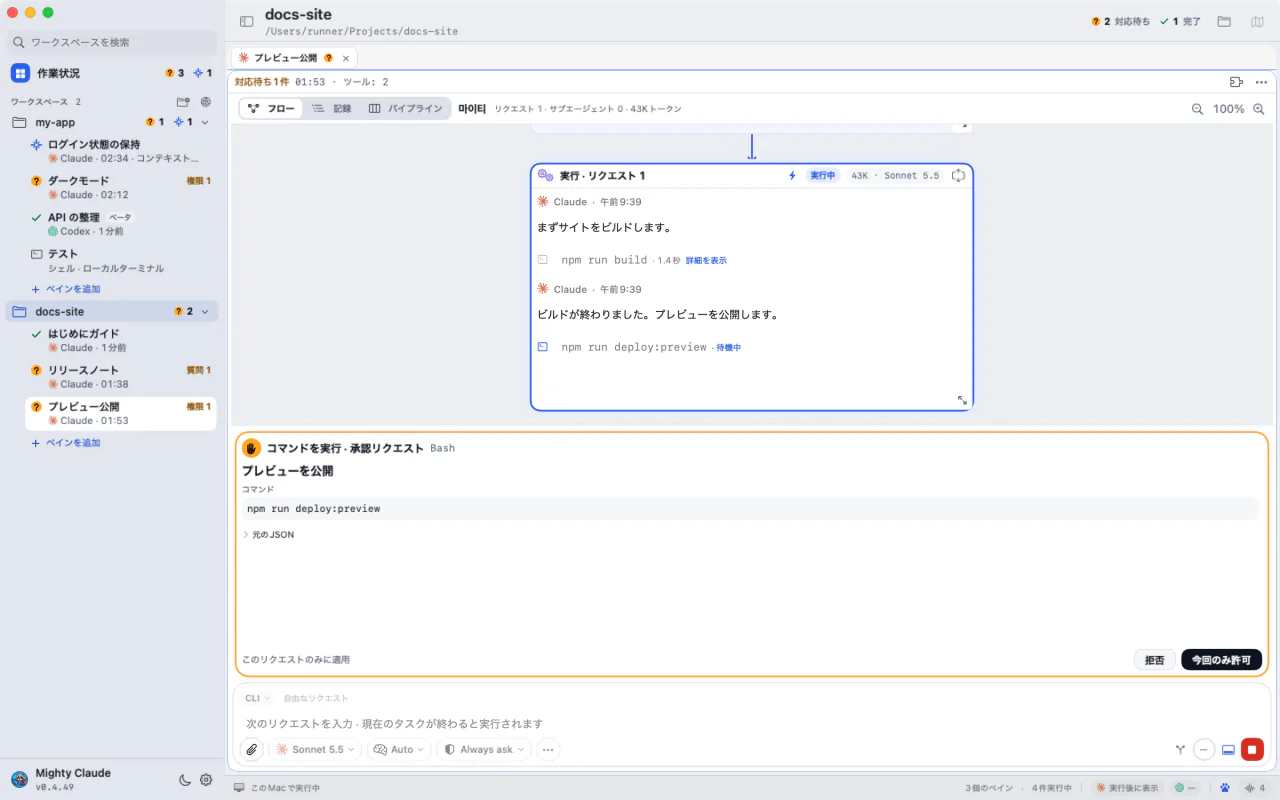 docs-site
/Users/runner/Projects/docs-site
2 対応待ち 1 完了
ワークスペースを検索
作業状況 3 1
ワークスペース 2
my-app 1 1
ログイン状態の保持
Claude · 02:34 · コンテキスト...
ダークモード 権限 1
Claude · 02:12
API の整理 ベータ
Codex · 1分前
テスト
シェル · ローカルターミナル
+ ペインを追加
docs-site 2
はじめにガイド
Claude · 1分前
リリースノート 質問 1
Claude · 01:38
プレビュー公開 権限 1
Claude · 01:53
+ ペインを追加
Mighty Claude
v0.4.49
プレビュー公開 ? ×
対応待ち1件 01:53 · ツール: 2
フロー 記録 パイプライン 마이티 リクエスト 1 · サブエージェント 0 · 43Kトークン
100%
実行 · リクエスト 1 実行中 43K · Sonnet 5.5
Claude · 午前9:39
まずサイトをビルドします。
npm run build · 1.4秒 詳細を表示
Claude · 午前9:39
ビルドが終わりました。プレビューを公開します。
npm run deploy:preview · 待機中
コマンドを実行 · 承認リクエスト Bash
プレビューを公開
コマンド
npm run deploy:preview
元のJSON
このリクエストのみに適用 拒否 今回のみ許可
CLI 自由なリクエスト
次のリクエストを入力 · 現在のタスクが終わると実行されます
Sonnet 5.5 Auto Always ask
このMacで実行中 3個のペイン · 4件実行中 実行後に表示 — 4